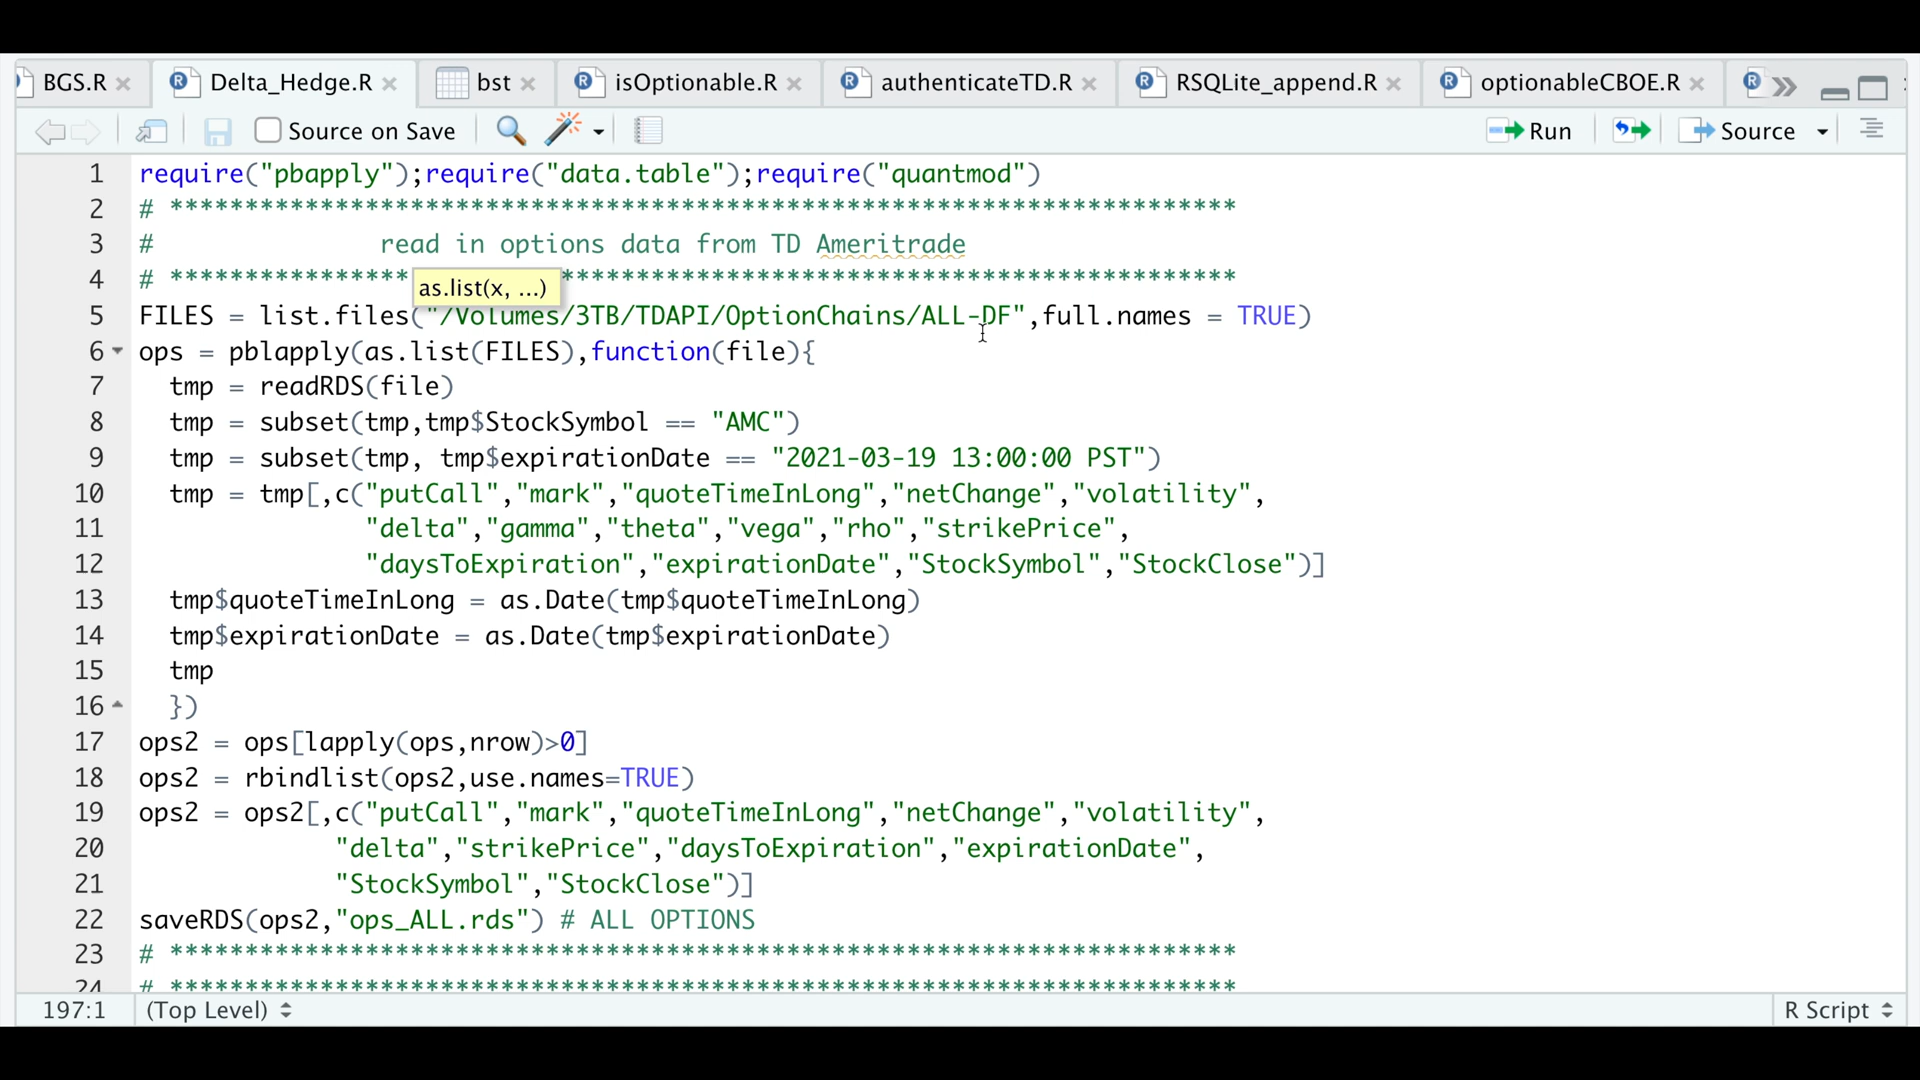 BGS.R Delta_Hedge.R bst isOptionable.R authenticateTD.R RSQLite_append.R optionableCBOE.R
Source on Save Run Source
1 require("pbapply");require("data.table");require("quantmod")
2 # ***********************************************************************
3 # read in options data from TD Ameritrade
4 # ***********************************************************************
as.list(x, ...)
5 FILES = list.files("/Volumes/3TB/TDAPI/OptionChains/ALL-DF",full.names = TRUE)
6 ops = pblapply(as.list(FILES),function(file){
7 tmp = readRDS(file)
8 tmp = subset(tmp,tmp$StockSymbol == "AMC")
9 tmp = subset(tmp, tmp$expirationDate == "2021-03-19 13:00:00 PST")
10 tmp = tmp[,c("putCall","mark","quoteTimeInLong","netChange","volatility",
11 "delta","gamma","theta","vega","rho","strikePrice",
12 "daysToExpiration","expirationDate","StockSymbol","StockClose")]
13 tmp$quoteTimeInLong = as.Date(tmp$quoteTimeInLong)
14 tmp$expirationDate = as.Date(tmp$expirationDate)
15 tmp
16 })
17 ops2 = ops[lapply(ops,nrow)>0]
18 ops2 = rbindlist(ops2,use.names=TRUE)
19 ops2 = ops2[,c("putCall","mark","quoteTimeInLong","netChange","volatility",
20 "delta","strikePrice","daysToExpiration","expirationDate",
21 "StockSymbol","StockClose")]
22 saveRDS(ops2,"ops_ALL.rds") # ALL OPTIONS
23 # ***********************************************************************
24 # ***********************************************************************
197:1 (Top Level) R Script